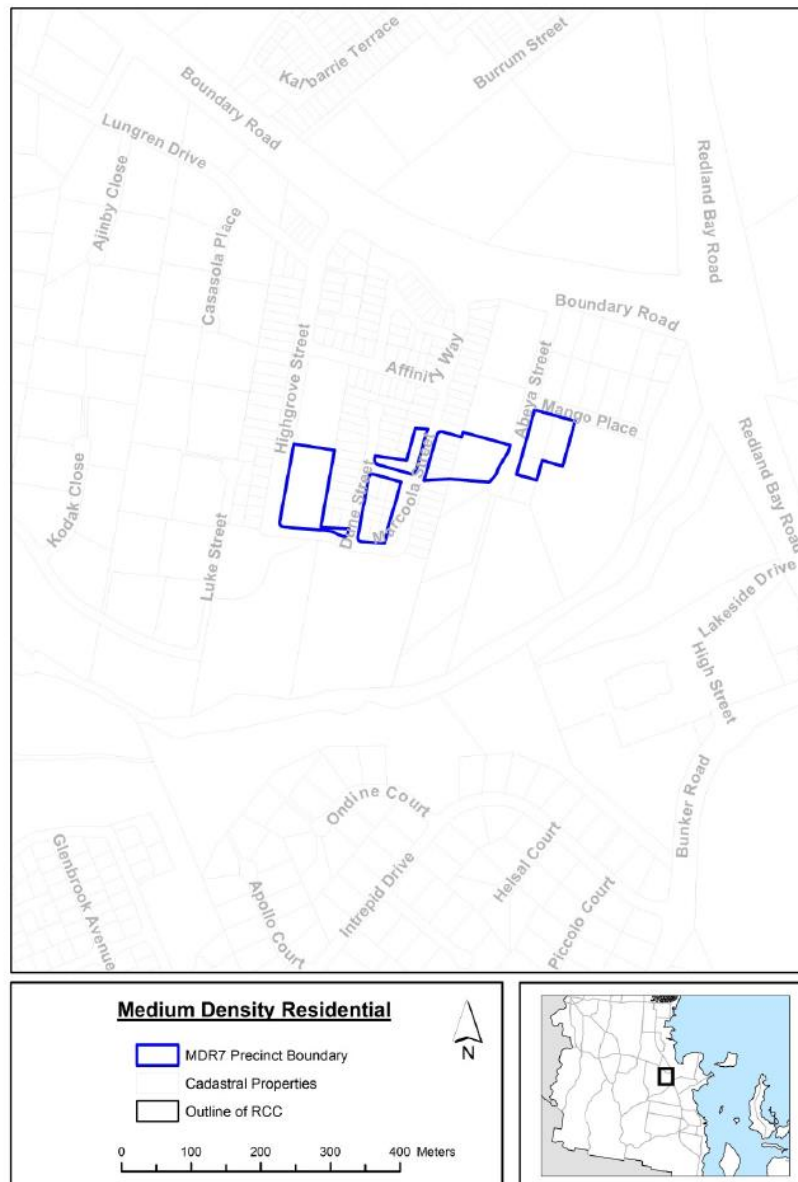 Kalbarrie Terrace
Burrum Street
Boundary Road
Lungren Drive
Ajinby Close
Casasola Place
Redland Bay Road
Highgrove Street
Affinity Way
Boundary Road
Abeya Street
Mango Place
Kodak Close
Luke Street
Dane Street
Marcoola Street
Redland Bay Road
Lakeside Drive
High Street
Bunker Road
Ondine Court
Glenbrook Avenue
Apollo Court
Intrepid Drive
Helsal Court
Piccolo Court
Medium Density Residential
N
MDR7 Precinct Boundary
Cadastral Properties
Outline of RCC
0 100 200 300 400 Meters